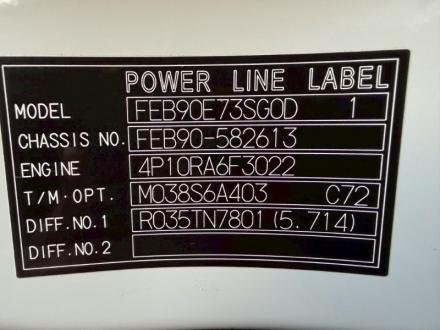 POWER LINE LABEL
MODEL FEB90E73SG0D 1
CHASSIS NO. FEB90-582613
ENGINE 4P10RA6F3022
T/M·OPT. M038S6A403 C72
DIFF.NO.1 R035TN7801(5.714)
DIFF.NO.2